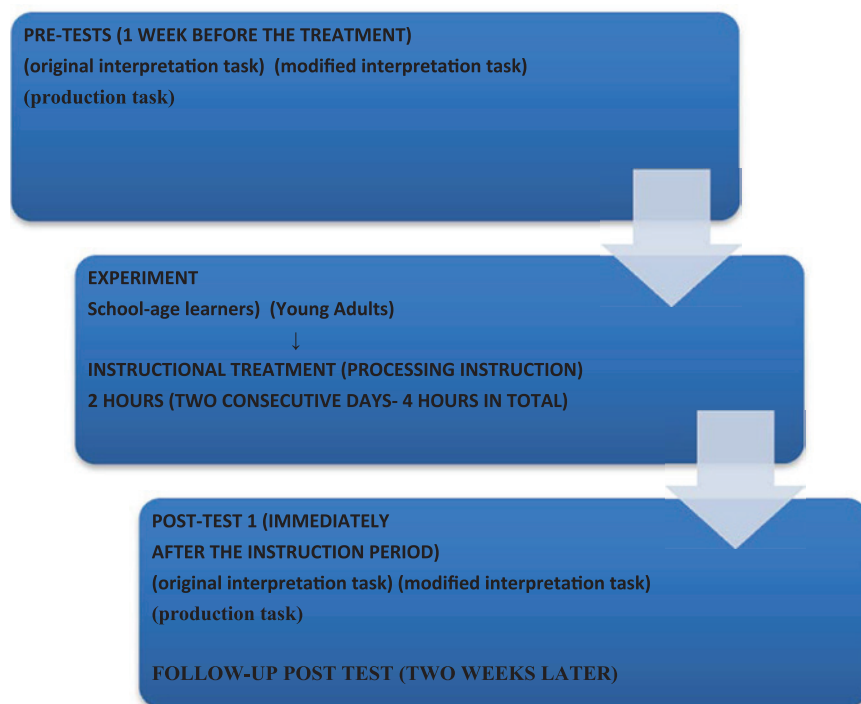 PRE-TESTS (1 WEEK BEFORE THE TREATMENT)
(original interpretation task) (modified interpretation task)
(production task)
EXPERIMENT
School-age learners) (Young Adults)
↓
INSTRUCTIONAL TREATMENT (PROCESSING INSTRUCTION)
2 HOURS (TWO CONSECUTIVE DAYS- 4 HOURS IN TOTAL)
POST-TEST 1 (IMMEDIATELY
AFTER THE INSTRUCTION PERIOD)
(original interpretation task) (modified interpretation task)
(production task)
FOLLOW-UP POST TEST (TWO WEEKS LATER)